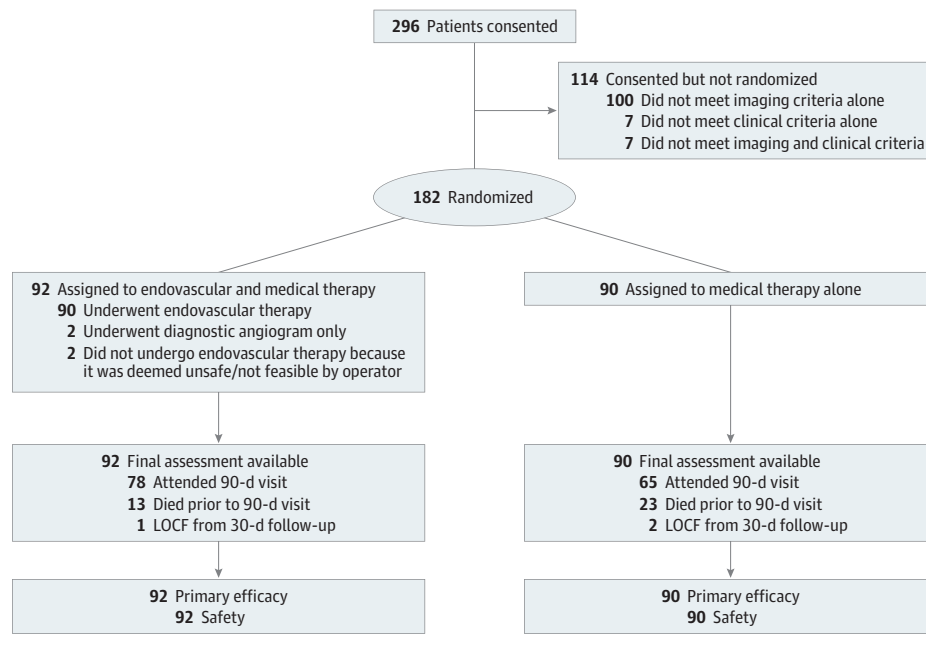 296 Patients consented
114 Consented but not randomized
100 Did not meet imaging criteria alone
7 Did not meet clinical criteria alone
7 Did not meet imaging and clinical criteria
182 Randomized
92 Assigned to endovascular and medical therapy
90 Underwent endovascular therapy
2 Underwent diagnostic angiogram only
2 Did not undergo endovascular therapy because
it was deemed unsafe/not feasible by operator
90 Assigned to medical therapy alone
92 Final assessment available
78 Attended 90-d visit
13 Died prior to 90-d visit
1 LOCF from 30-d follow-up
90 Final assessment available
65 Attended 90-d visit
23 Died prior to 90-d visit
2 LOCF from 30-d follow-up
92 Primary efficacy
92 Safety
90 Primary efficacy
90 Safety